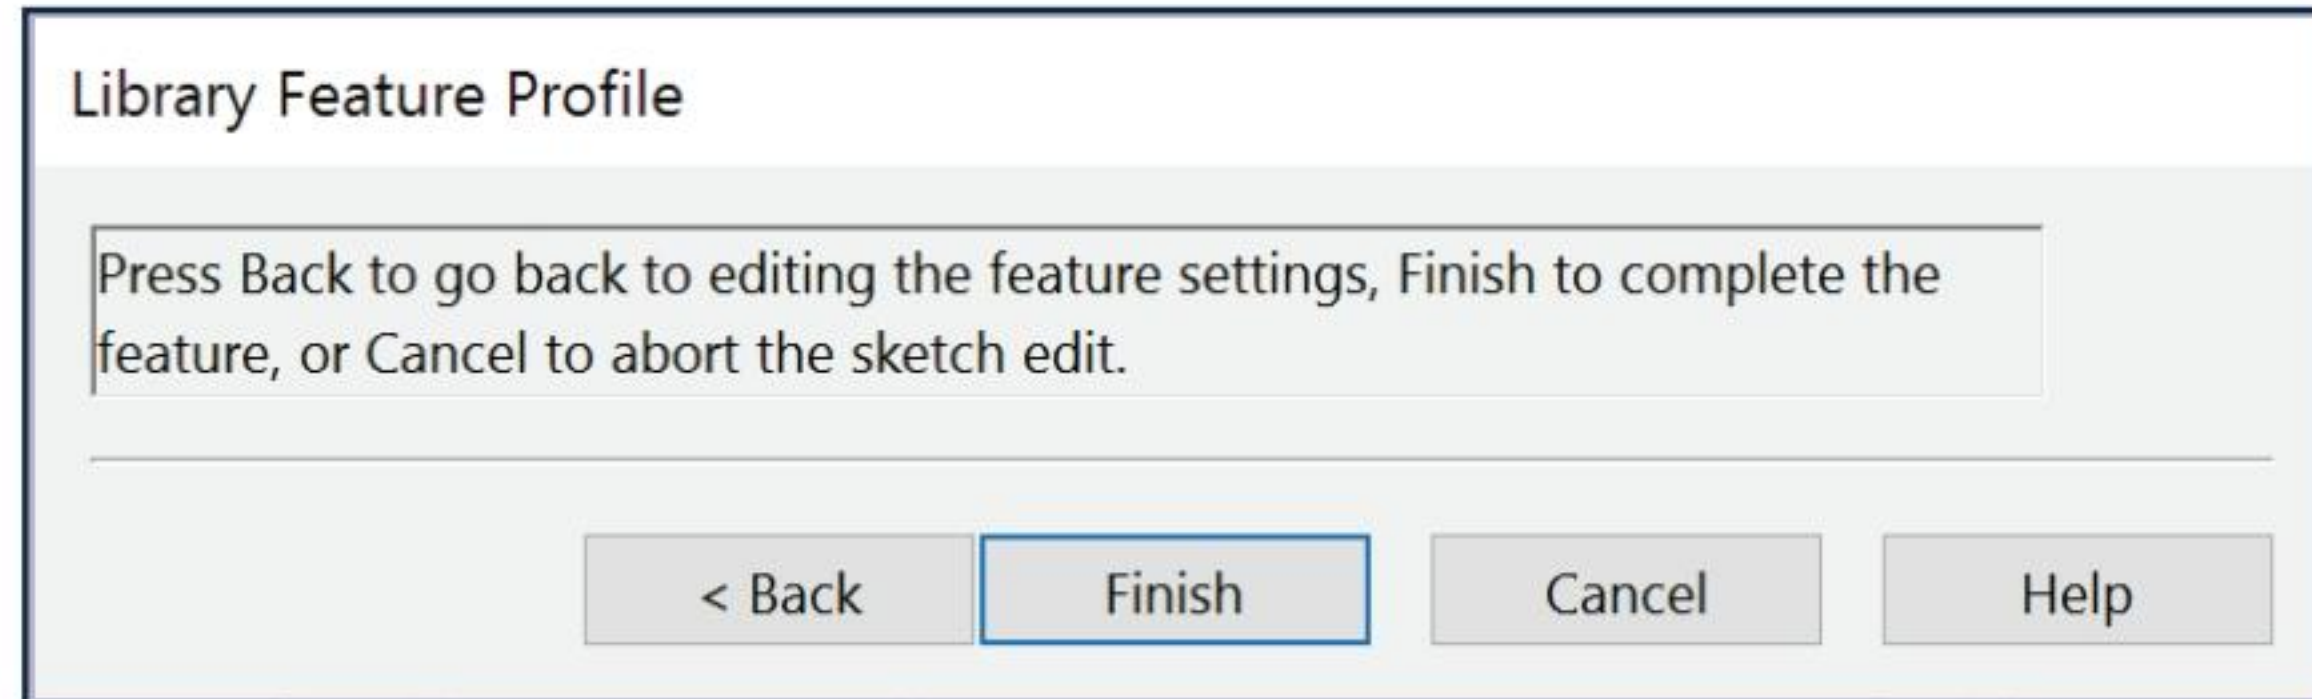 Library Feature Profile
Press Back to go back to editing the feature settings, Finish to complete the
feature, or Cancel to abort the sketch edit.
< Back
Finish
Cancel
Help